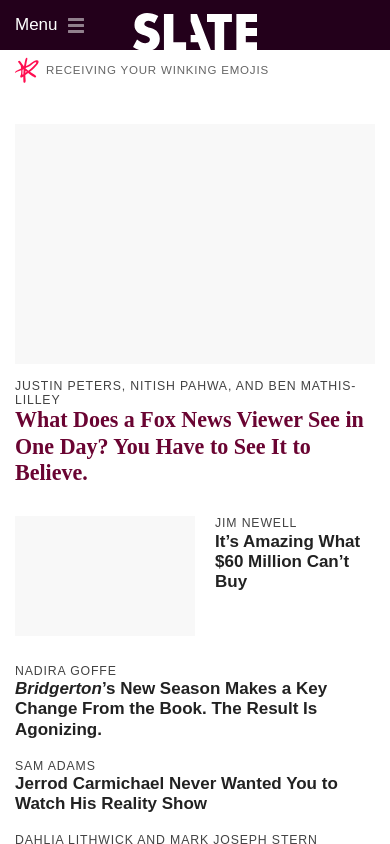 Menu
SLATE
RECEIVING YOUR WINKING EMOJIS
JUSTIN PETERS, NITISH PAHWA, AND BEN MATHIS-
LILLEY
What Does a Fox News Viewer See in
One Day? You Have to See It to
Believe.
JIM NEWELL
It’s Amazing What
$60 Million Can’t
Buy
NADIRA GOFFE
Bridgerton’s New Season Makes a Key
Change From the Book. The Result Is
Agonizing.
SAM ADAMS
Jerrod Carmichael Never Wanted You to
Watch His Reality Show
DAHLIA LITHWICK AND MARK JOSEPH STERN